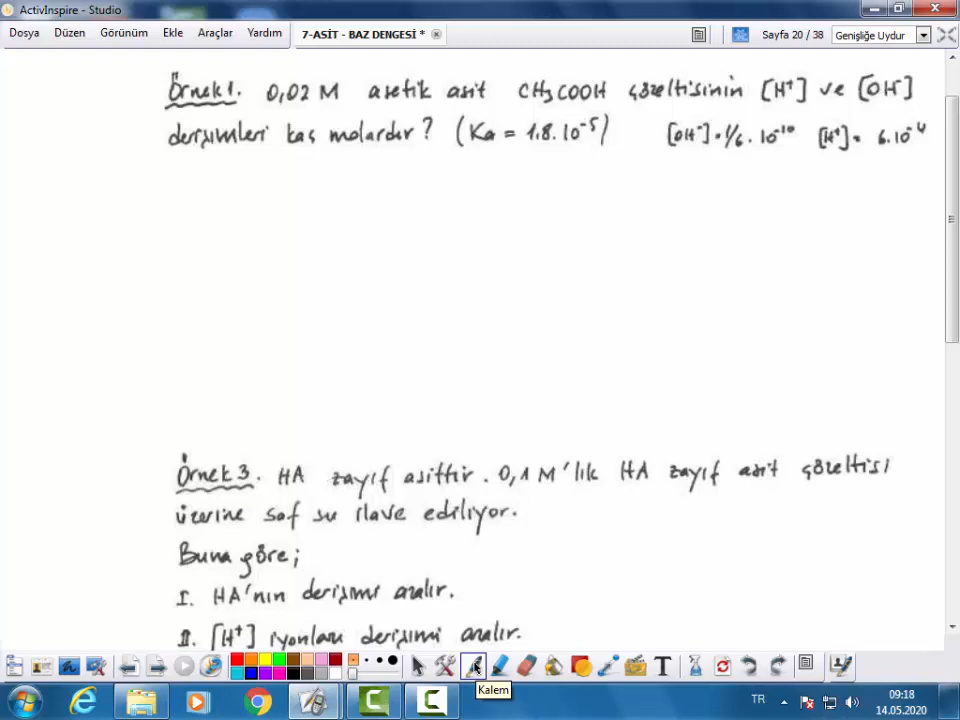 ActivInspire - Studio
Dosya Düzen Görünüm Ekle Araçlar Yardım 7-ASİT - BAZ DENGESİ * Sayfa 20 / 38 Genişliğe Uydur
Örnek 1. 0,02 M asetik asit CH3COOH çözeltisinin [H⁺] ve [OH⁻]
derişimleri kaç molardır? (Ka = 1.8.10⁻⁵) [OH⁻] = 1/6.10⁻¹⁰ [H⁺] = 6.10⁻⁴
Örnek 3. HA zayıf asittir. 0,1 M'lık HA zayıf asit çözeltisi
üzerine saf su ilave ediliyor.
Buna göre;
I. HA'nın derişimi azalır.
II. [H⁺] iyonları derişimi azalır.
Kalem
TR 09:18
14.05.2020